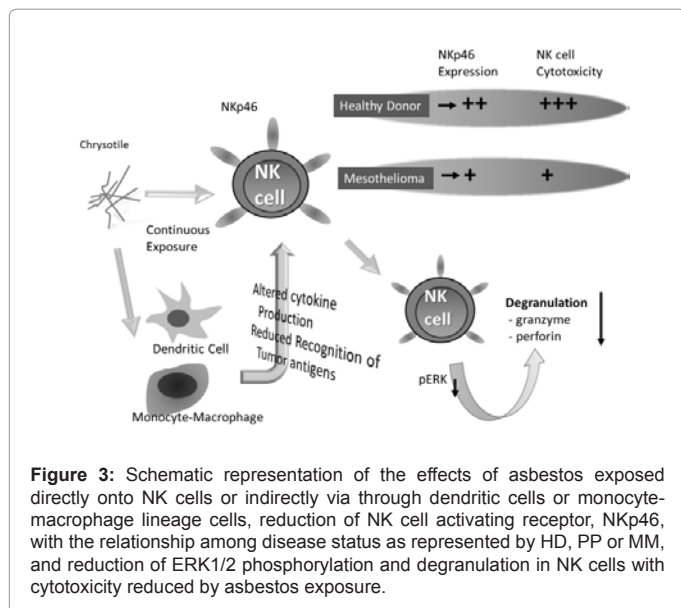 NKp46
Expression
NK cell
Cytotoxicity
Healthy Donor
++
+++
NKp46
Chrysotile
NK
cell
Mesothelioma
+
+
Continuous
Exposure
Altered cytokine
Production
Reduced Recognition of
Tumor antigens
Dendritic Cell
Monocyte-Macrophage
NK
cell
Degranulation
- granzyme
- perforin
pERK
Figure 3: Schematic representation of the effects of asbestos exposed
directly onto NK cells or indirectly via through dendritic cells or monocyte-
macrophage lineage cells, reduction of NK cell activating receptor, NKp46,
with the relationship among disease status as represented by HD, PP or MM,
and reduction of ERK1/2 phosphorylation and degranulation in NK cells with
cytotoxicity reduced by asbestos exposure.